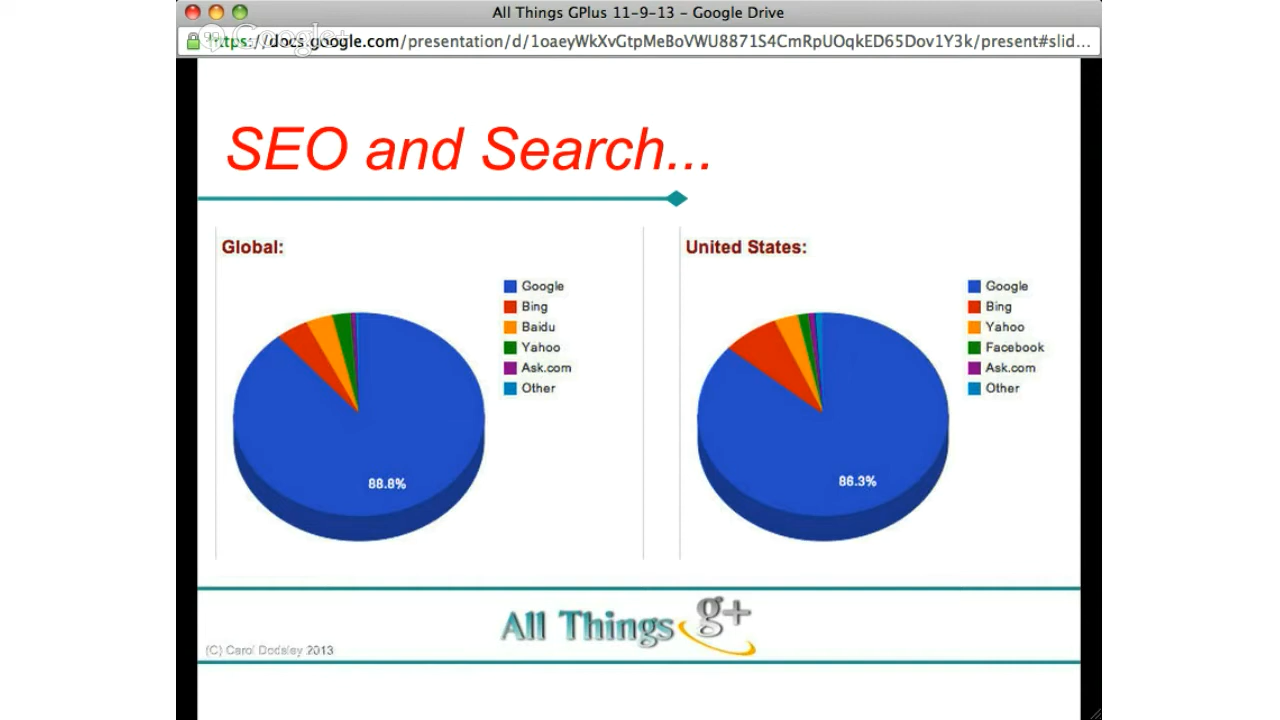 All Things GPlus 11-9-13 – Google Drive
https://docs.google.com/presentation/d/1oaeyWkXvGtpMeBoVWU8871S4CmRpUOqkED65Dov1Y3k/present#slid...
Google+
SEO and Search...
Global:
Google
Bing
Baidu
Yahoo
Ask.com
Other
88.8%
United States:
Google
Bing
Yahoo
Facebook
Ask.com
Other
86.3%
All Things g+
(C) Carol Dodsley 2013